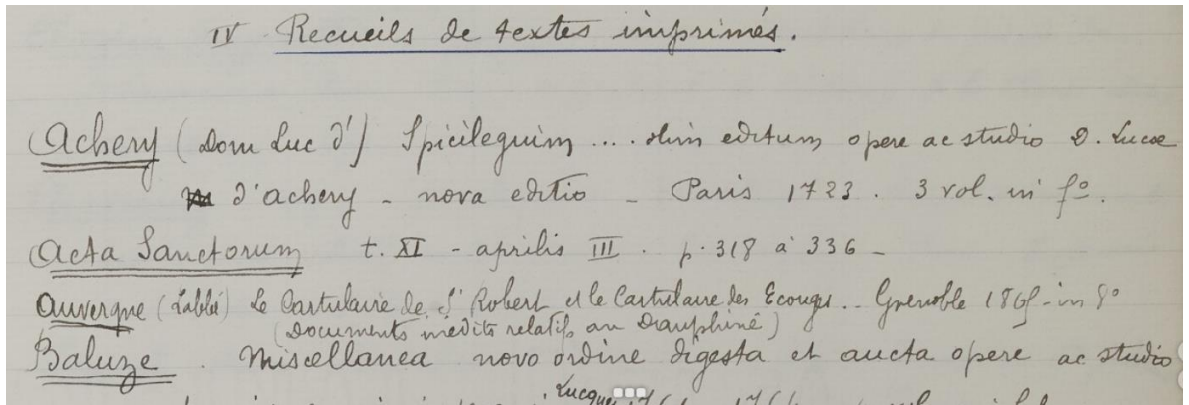 IV Recueils de textes imprimés.
Achery (Dom Luc d') Spicilegium .... olim editum opere ac studio D. Lucae
d'achery - nova editio - Paris 1723. 3 vol. in fº.
Acta Sanctorum t. XI - aprilis III. p. 318 à 336 -
Auvergne (L'abbé) Le Cartulaire de St Robert et le Cartulaire des Ecouges .. Grenoble in 8º
(Documents inédits relatifs au Dauphiné)
Baluze. Miscellanea novo ordine digesta et aucta opere ac studio